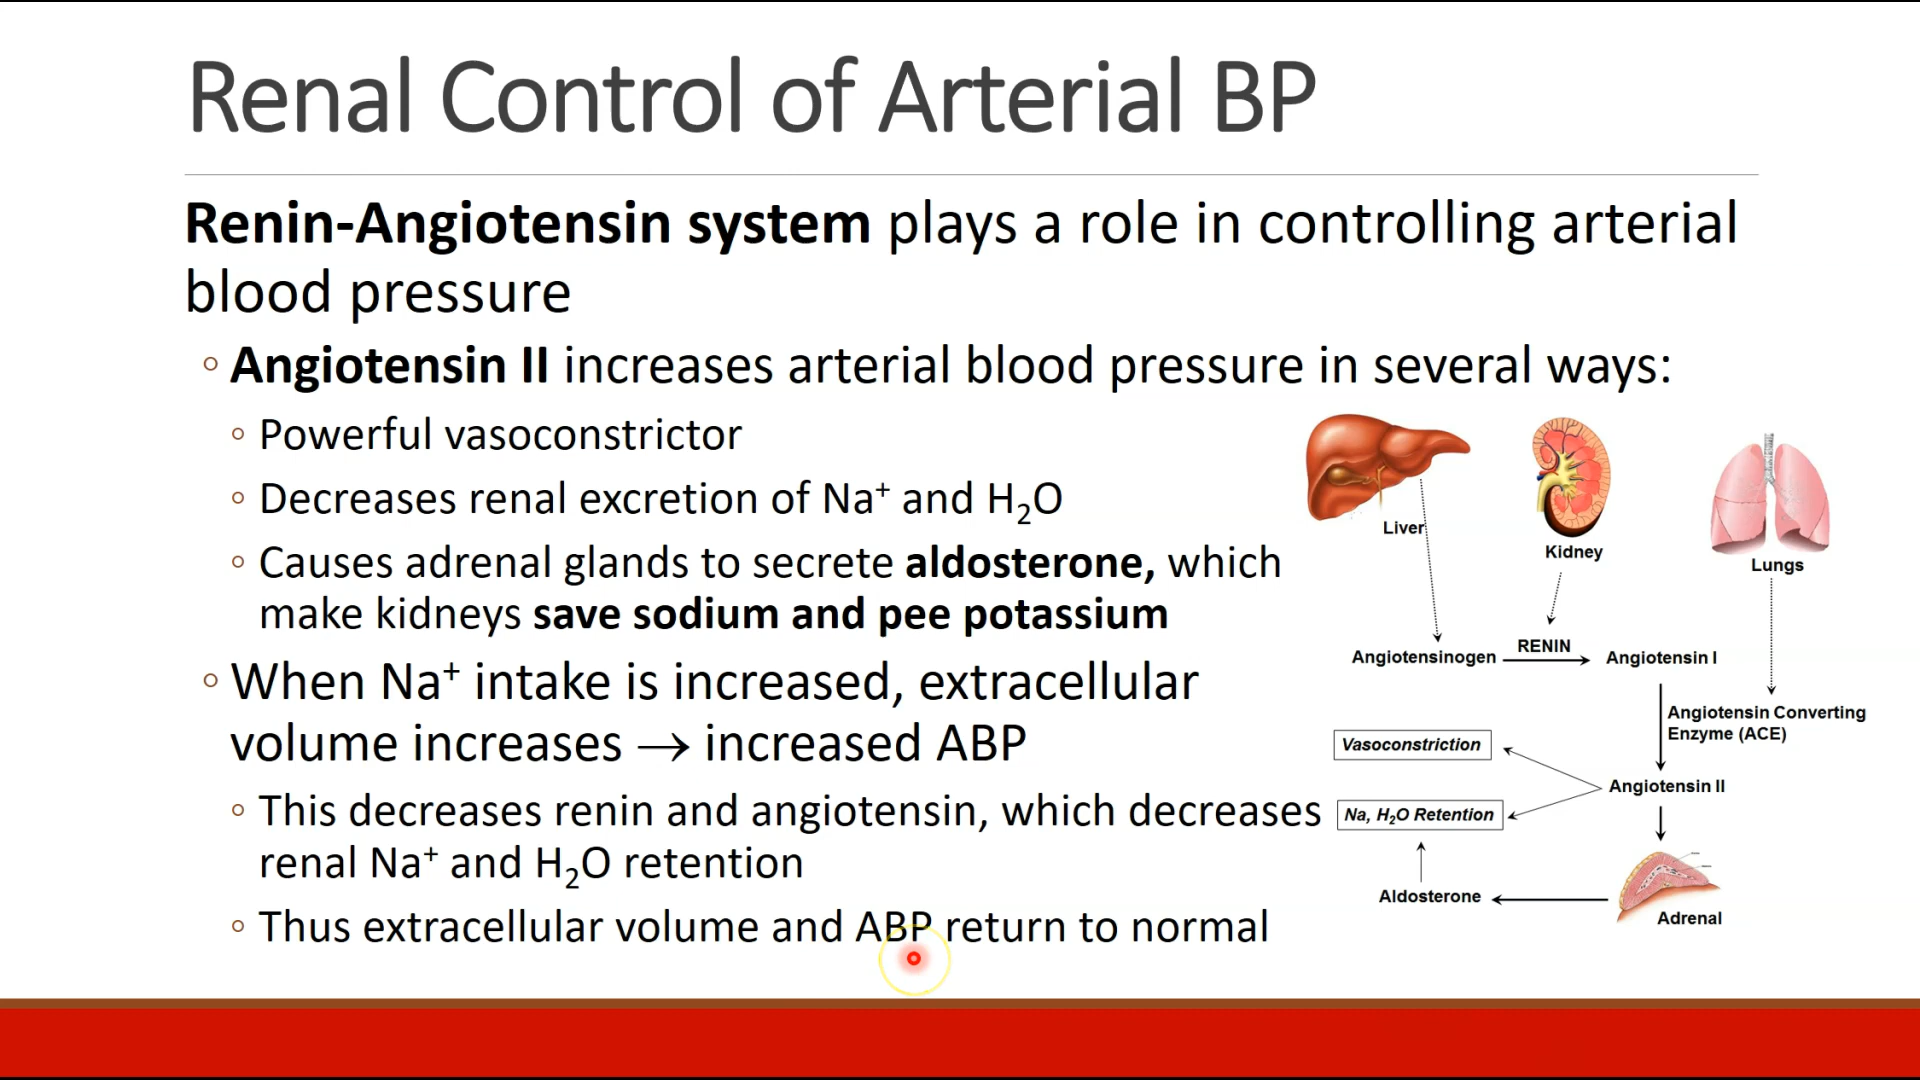 Renal Control of Arterial BP
Renin-Angiotensin system plays a role in controlling arterial
blood pressure
◦ Angiotensin II increases arterial blood pressure in several ways:
◦ Powerful vasoconstrictor
◦ Decreases renal excretion of Na⁺ and H₂O
◦ Causes adrenal glands to secrete aldosterone, which
make kidneys save sodium and pee potassium
◦ When Na⁺ intake is increased, extracellular
volume increases → increased ABP
◦ This decreases renin and angiotensin, which decreases
renal Na⁺ and H₂O retention
◦ Thus extracellular volume and ABP return to normal
Liver
Kidney
Lungs
Angiotensinogen
RENIN
Angiotensin I
Angiotensin Converting
Enzyme (ACE)
Vasoconstriction
Angiotensin II
Na, H₂O Retention
Aldosterone
Adrenal